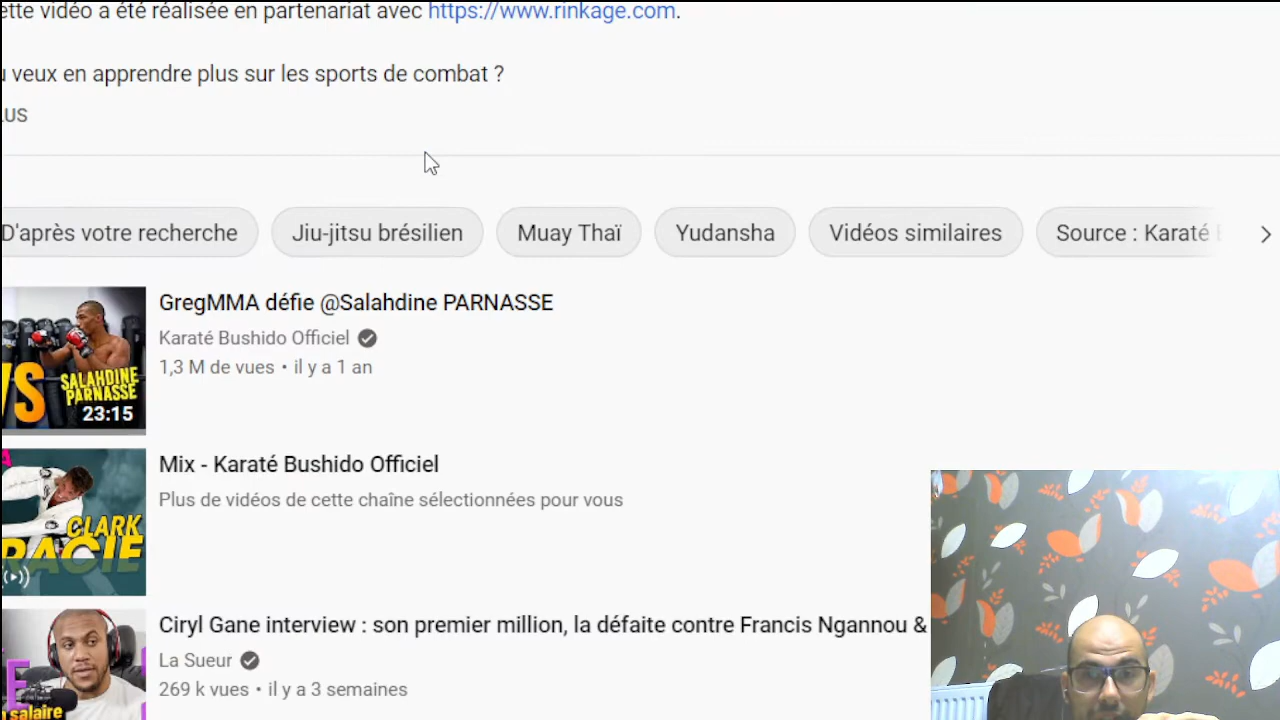 ette vidéo a été réalisée en partenariat avec https://www.rinkage.com.
u veux en apprendre plus sur les sports de combat ?
LUS
D'après votre recherche
Jiu-jitsu brésilien
Muay Thaï
Yudansha
Vidéos similaires
Source : Karaté
VS
SALAHDINE
PARNASSE
23:15
GregMMA défie @Salahdine PARNASSE
Karaté Bushido Officiel
1,3 M de vues • il y a 1 an
CLARK
RACIE
Mix - Karaté Bushido Officiel
Plus de vidéos de cette chaîne sélectionnées pour vous
salaire
Ciryl Gane interview : son premier million, la défaite contre Francis Ngannou &
La Sueur
269 k vues • il y a 3 semaines